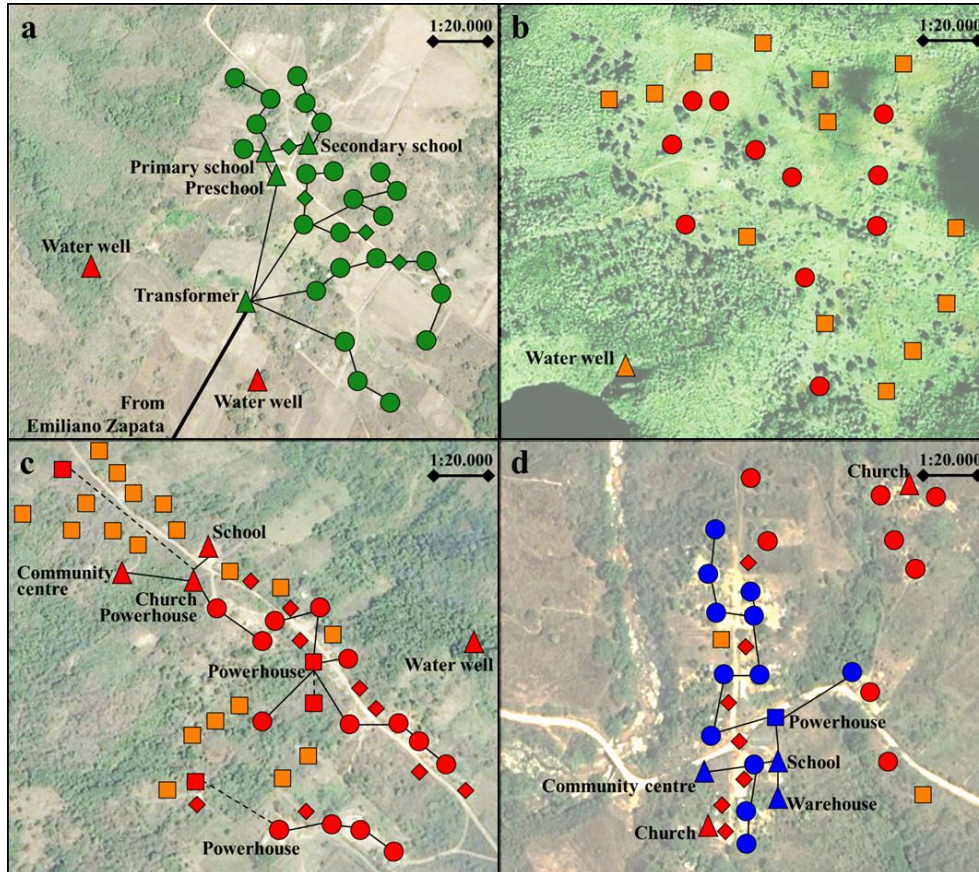 a
1:20.000
Secondary school
Primary school
Preschool
Water well
Transformer
Water well
From
Emiliano Zapata
b
1:20.000
Water well
c
1:20.000
School
Community
centre
Church
Powerhouse
Powerhouse
Water well
Powerhouse
d
Church
1:20.000
Powerhouse
School
Community centre
Warehouse
Church